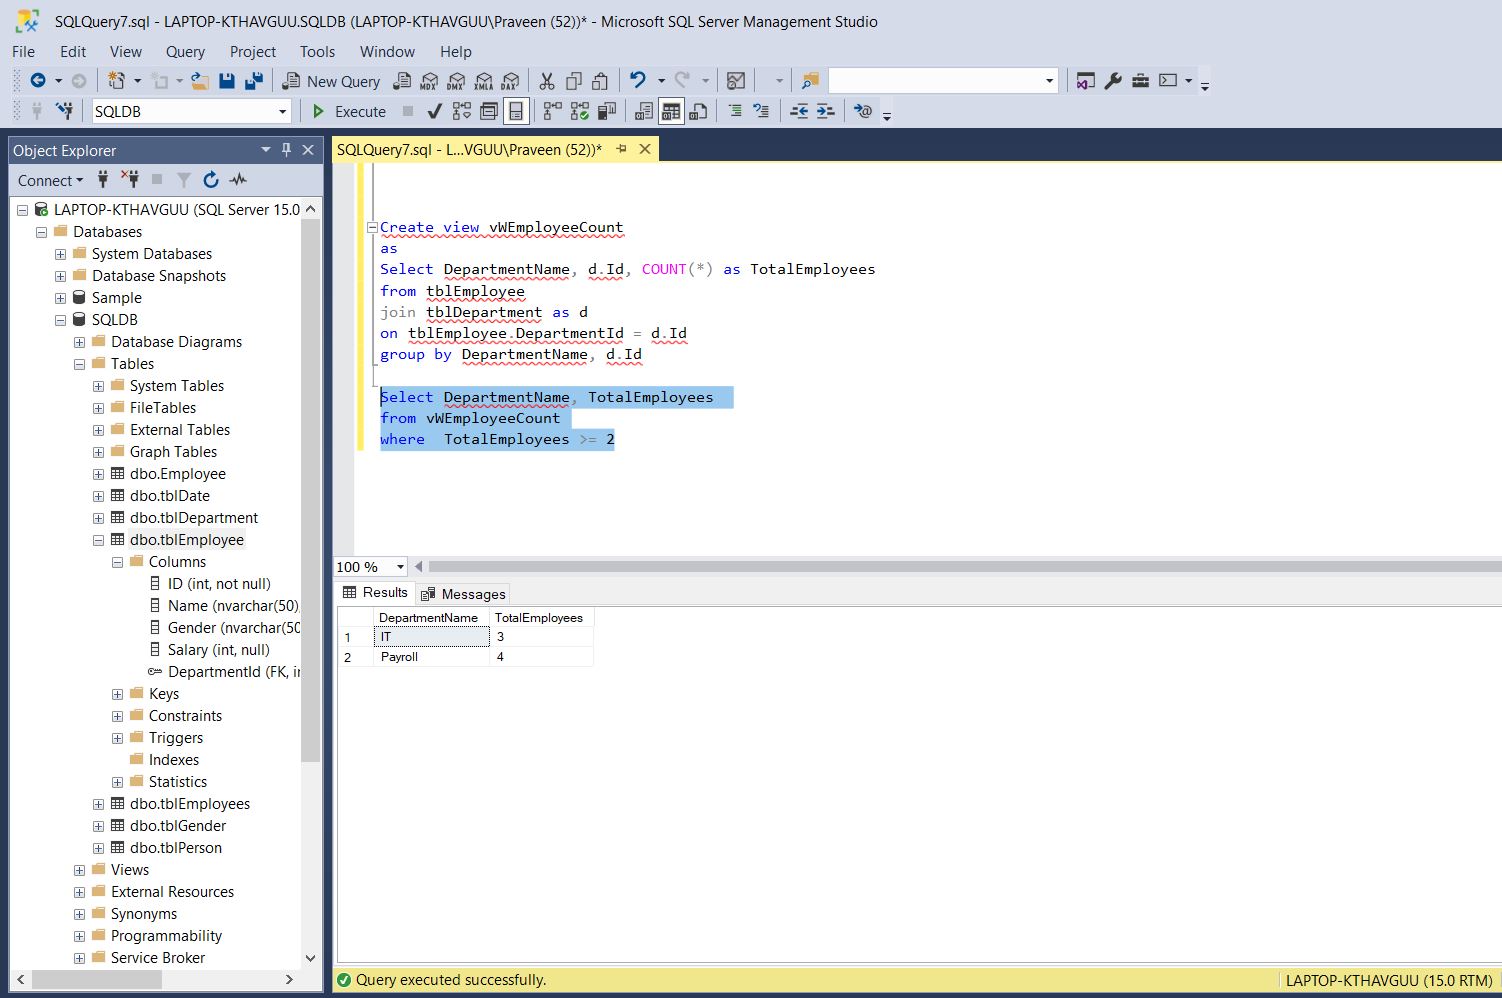 SQLQuery7.sql - LAPTOP-KTHAVGUU.SQLDB (LAPTOP-KTHAVGUU\Praveen (52))* - Microsoft SQL Server Management Studio
File Edit View Query Project Tools Window Help
New Query MDX DMX XMLA DAX
SQLDB Execute
Object Explorer
Connect
LAPTOP-KTHAVGUU (SQL Server 15.0
Databases
System Databases
Database Snapshots
Sample
SQLDB
Database Diagrams
Tables
System Tables
FileTables
External Tables
Graph Tables
dbo.Employee
dbo.tblDate
dbo.tblDepartment
dbo.tblEmployee
Columns
ID (int, not null)
Name (nvarchar(50),
Gender (nvarchar(50
Salary (int, null)
DepartmentId (FK, in
Keys
Constraints
Triggers
Indexes
Statistics
dbo.tblEmployees
dbo.tblGender
dbo.tblPerson
Views
External Resources
Synonyms
Programmability
Service Broker
SQLQuery7.sql - L...VGUU\Praveen (52))*
Create view vWEmployeeCount
as
Select DepartmentName, d.Id, COUNT(*) as TotalEmployees
from tblEmployee
join tblDepartment as d
on tblEmployee.DepartmentId = d.Id
group by DepartmentName, d.Id
Select DepartmentName, TotalEmployees
from vWEmployeeCount
where  TotalEmployees >= 2
100 %
Results Messages
DepartmentName TotalEmployees
1 IT 3
2 Payroll 4
Query executed successfully. LAPTOP-KTHAVGUU (15.0 RTM)